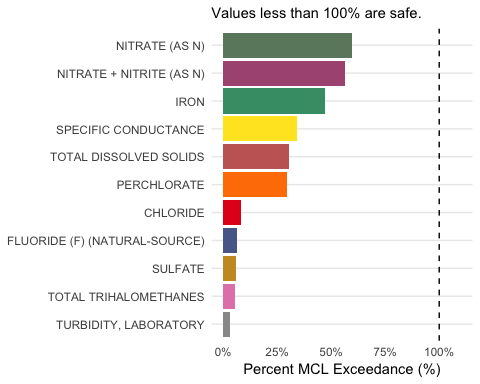 Values less than 100% are safe.
NITRATE (AS N)
NITRATE + NITRITE (AS N)
IRON
SPECIFIC CONDUCTANCE
TOTAL DISSOLVED SOLIDS
PERCHLORATE
CHLORIDE
FLUORIDE (F) (NATURAL-SOURCE)
SULFATE
TOTAL TRIHALOMETHANES
TURBIDITY, LABORATORY
0% 25% 50% 75% 100%
Percent MCL Exceedance (%)